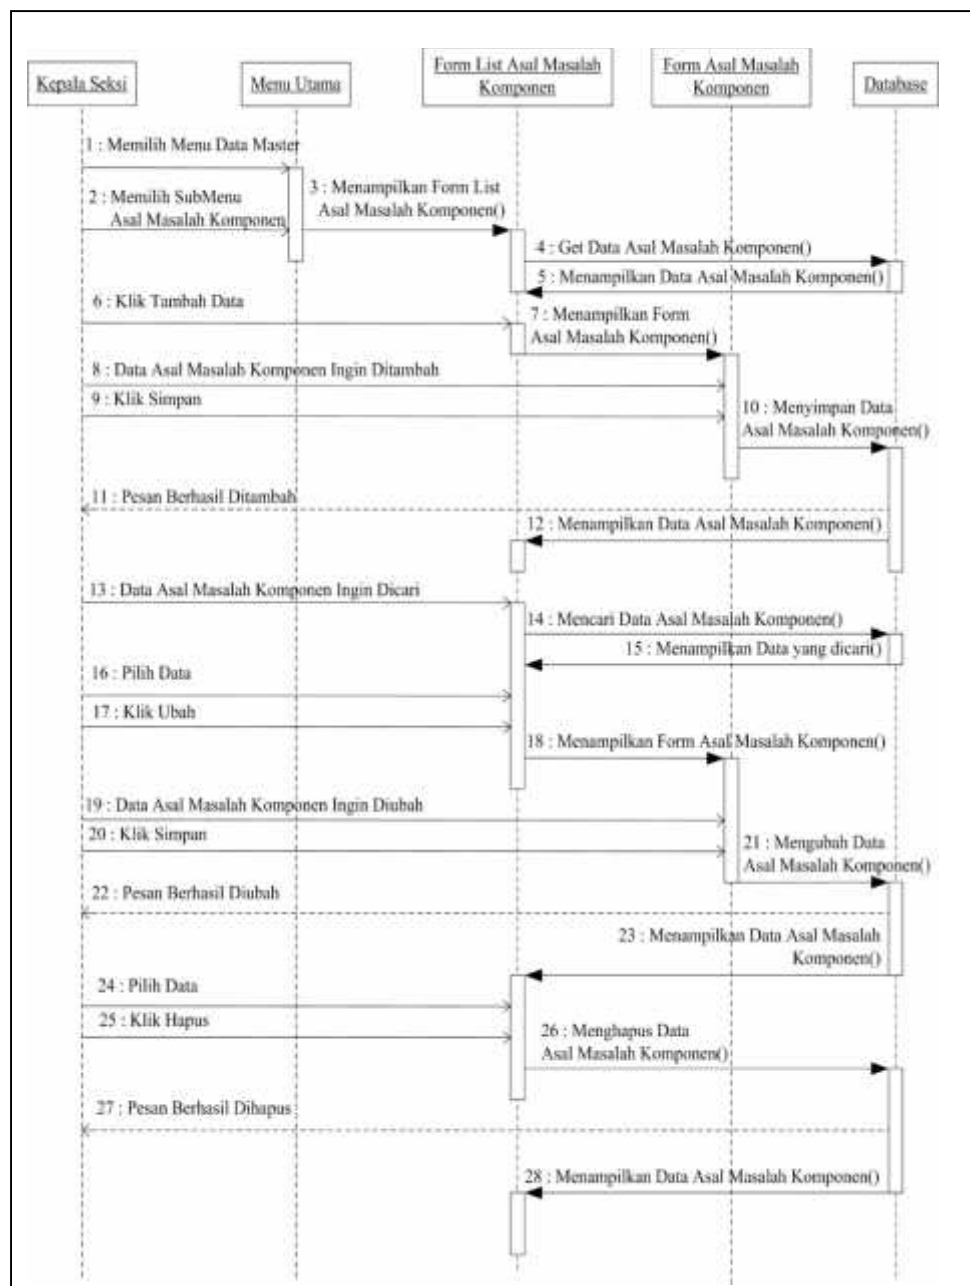 Kepala Seksi
Menu Utama
Form List Asal Masalah
Komponen
Form Asal Masalah
Komponen
Database
1 : Memilih Menu Data Master
2 : Memilih SubMenu
Asal Masalah Komponen
3 : Menampilkan Form List
Asal Masalah Komponen()
4 : Get Data Asal Masalah Komponen()
5 : Menampilkan Data Asal Masalah Komponen()
6 : Klik Tambah Data
7 : Menampilkan Form
Asal Masalah Komponen()
8 : Data Asal Masalah Komponen Ingin Ditambah
9 : Klik Simpan
10 : Menyimpan Data
Asal Masalah Komponen()
11 : Pesan Berhasil Ditambah
12 : Menampilkan Data Asal Masalah Komponen()
13 : Data Asal Masalah Komponen Ingin Dicari
14 : Mencari Data Asal Masalah Komponen()
15 : Menampilkan Data yang dicari()
16 : Pilih Data
17 : Klik Ubah
18 : Menampilkan Form Asal Masalah Komponen()
19 : Data Asal Masalah Komponen Ingin Diubah
20 : Klik Simpan
21 : Mengubah Data
Asal Masalah Komponen()
22 : Pesan Berhasil Diubah
23 : Menampilkan Data Asal Masalah
Komponen()
24 : Pilih Data
25 : Klik Hapus
26 : Menghapus Data
Asal Masalah Komponen()
27 : Pesan Berhasil Dihapus
28 : Menampilkan Data Asal Masalah Komponen()